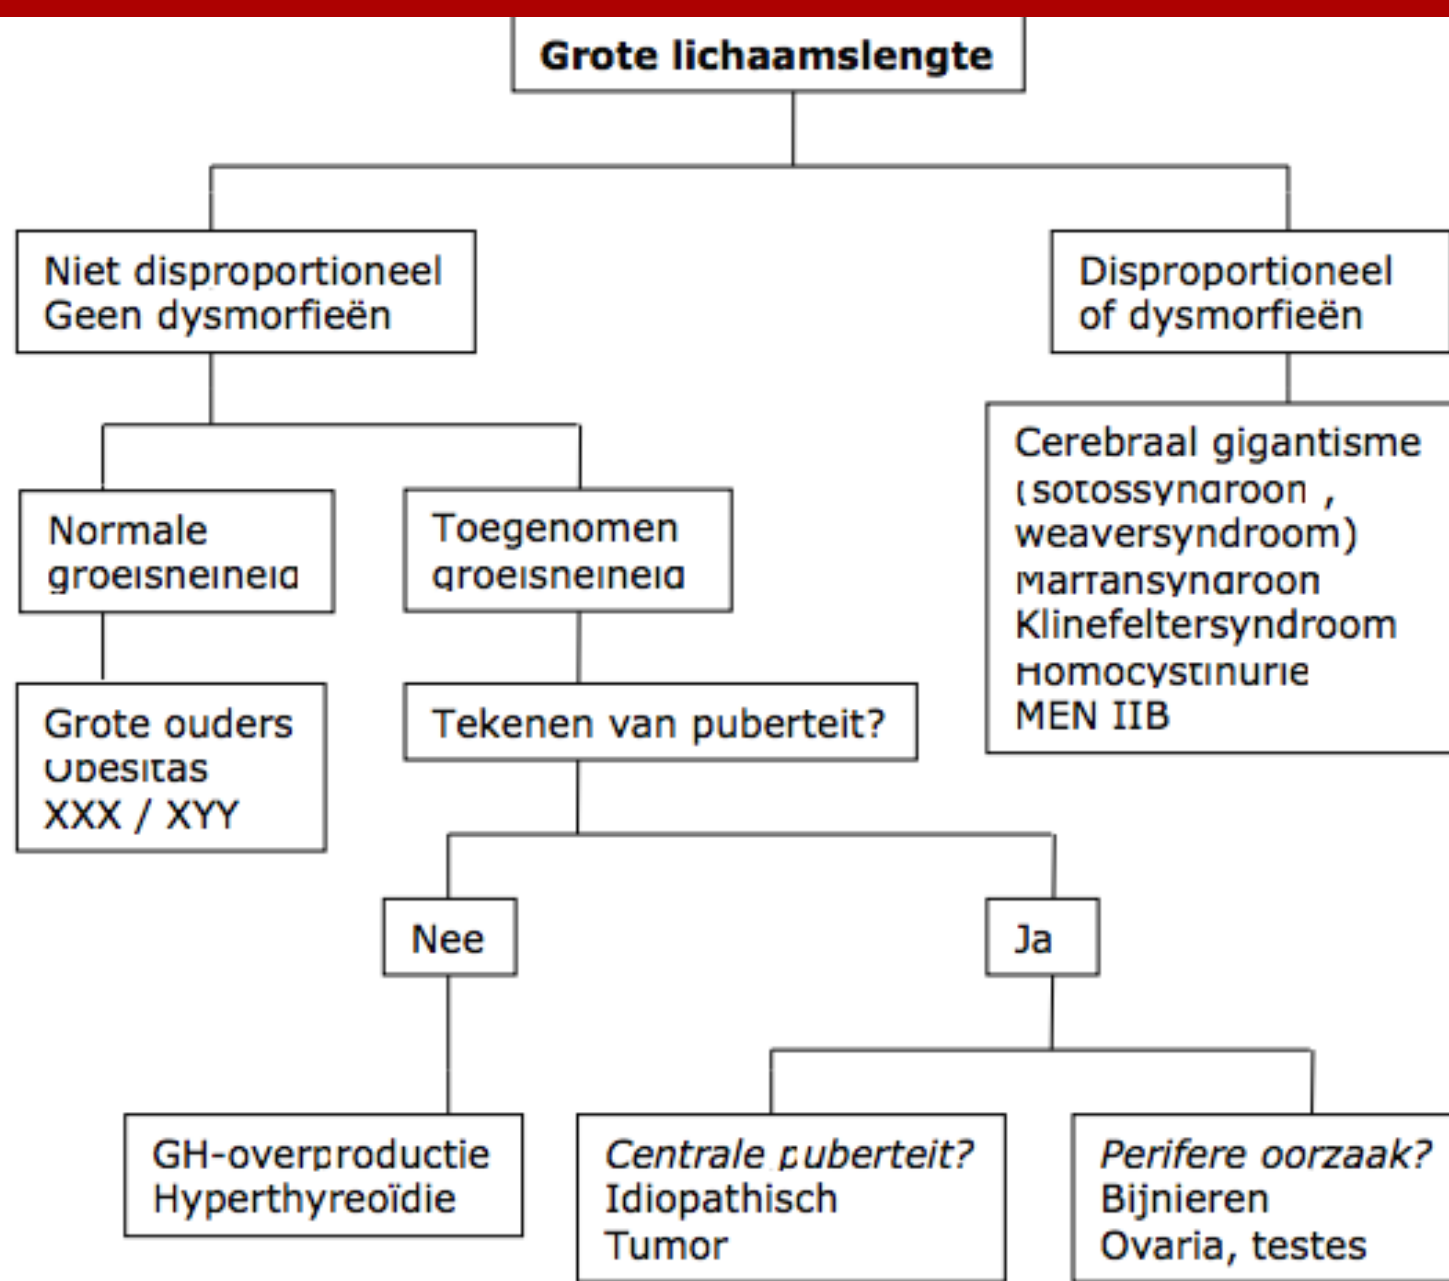 Grote lichaamslengte
Niet disproportioneel
Geen dysmorfieën
Disproportioneel
of dysmorfieën
Normale
groeisnelheid
Toegenomen
groeisnelheid
Cerebraal gigantisme
(sotossyndroom ,
weaversyndroom)
Marfansyndroom
Klinefeltersyndroom
Homocystinurie
MEN IIB
Grote ouders
Obesitas
XXX / XYY
Tekenen van puberteit?
Nee
Ja
GH-overproductie
Hyperthyreoïdie
Centrale puberteit?
Idiopathisch
Tumor
Perifere oorzaak?
Bijnieren
Ovaria, testes